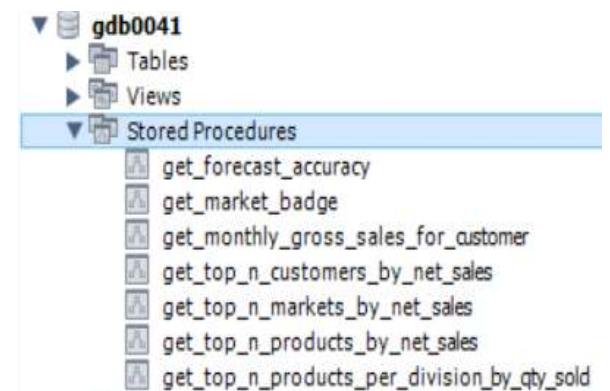 gdb0041
Tables
Views
Stored Procedures
get_forecast_accuracy
get_market_badge
get_monthly_gross_sales_for_customer
get_top_n_customers_by_net_sales
get_top_n_markets_by_net_sales
get_top_n_products_by_net_sales
get_top_n_products_per_division_by_qty_sold